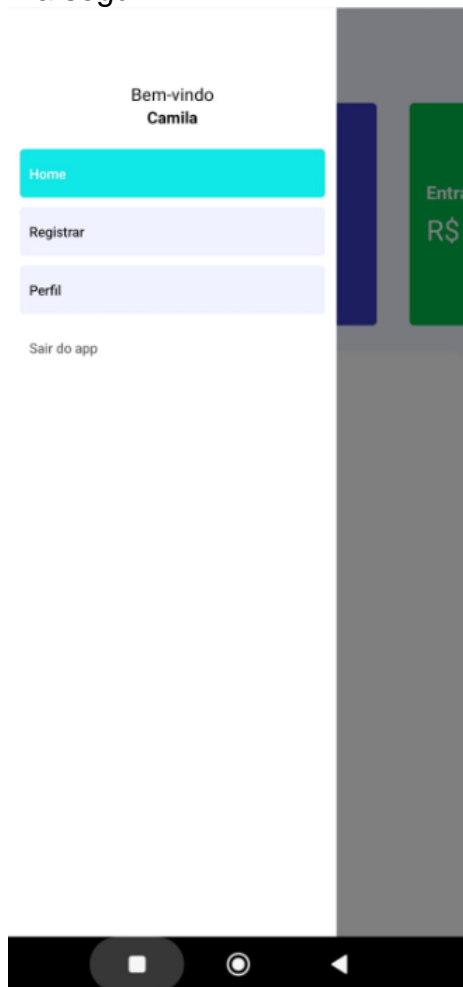 Bem-vindo
Camila
Home
Registrar
Perfil
Sair do app
R$